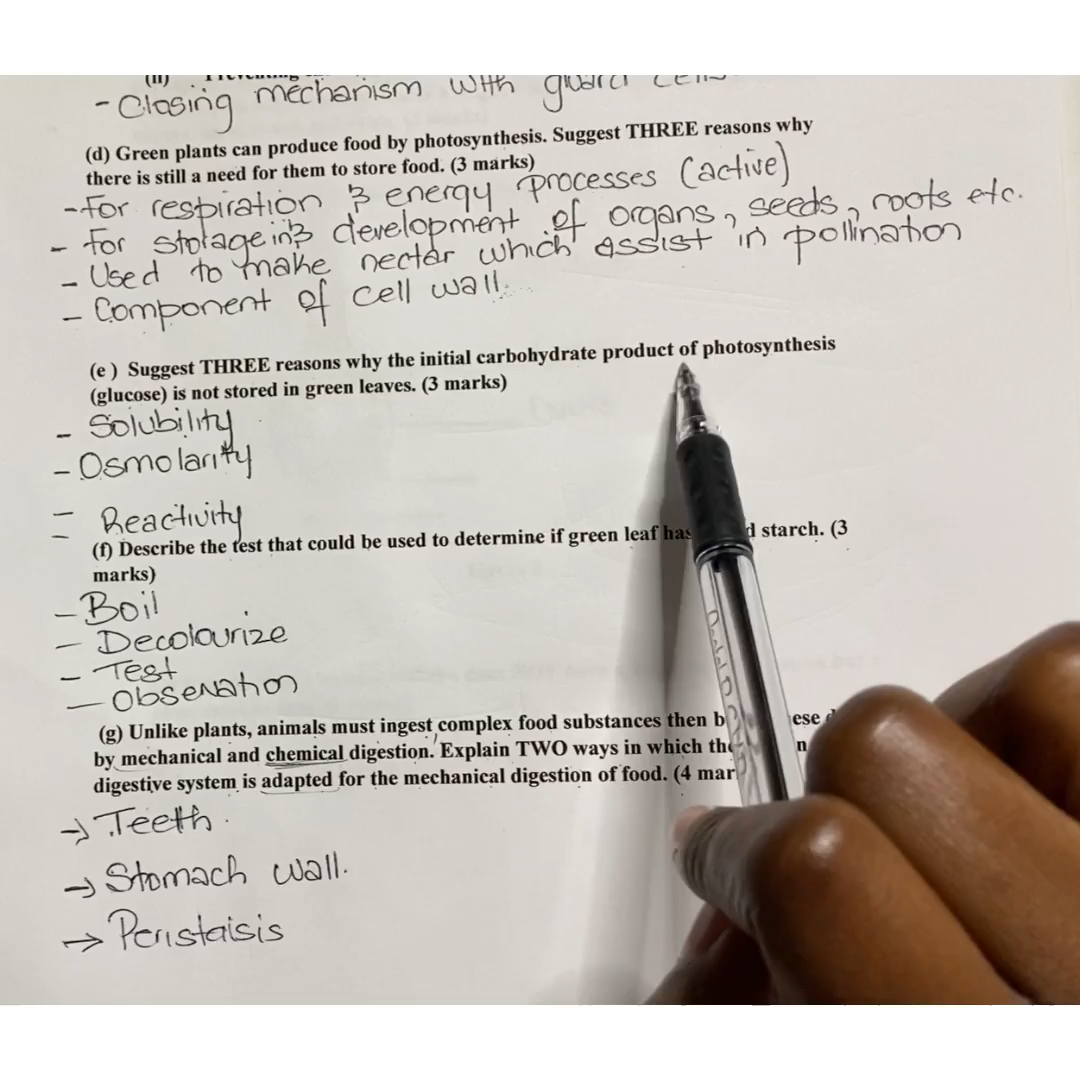 (ii)
- Closing mechanism with guard cells
(d) Green plants can produce food by photosynthesis. Suggest THREE reasons why
there is still a need for them to store food. (3 marks)
- for respiration & energy processes (active)
- for storage in & development of organs, seeds, roots etc.
- Used to make nectar which assist in pollination
- Component of cell wall.
(e ) Suggest THREE reasons why the initial carbohydrate product of photosynthesis
(glucose) is not stored in green leaves. (3 marks)
- Solubility
- Osmolarity
- Reactivity
(f) Describe the test that could be used to determine if green leaf has d starch. (3
marks)
- Boil
- Decolourize
- Test
- Observation
(g) Unlike plants, animals must ingest complex food substances then b ese
by mechanical and chemical digestion. Explain TWO ways in which the n
digestive system is adapted for the mechanical digestion of food. (4 mar
→ Teeth.
→ Stomach wall.
→ Peristalsis